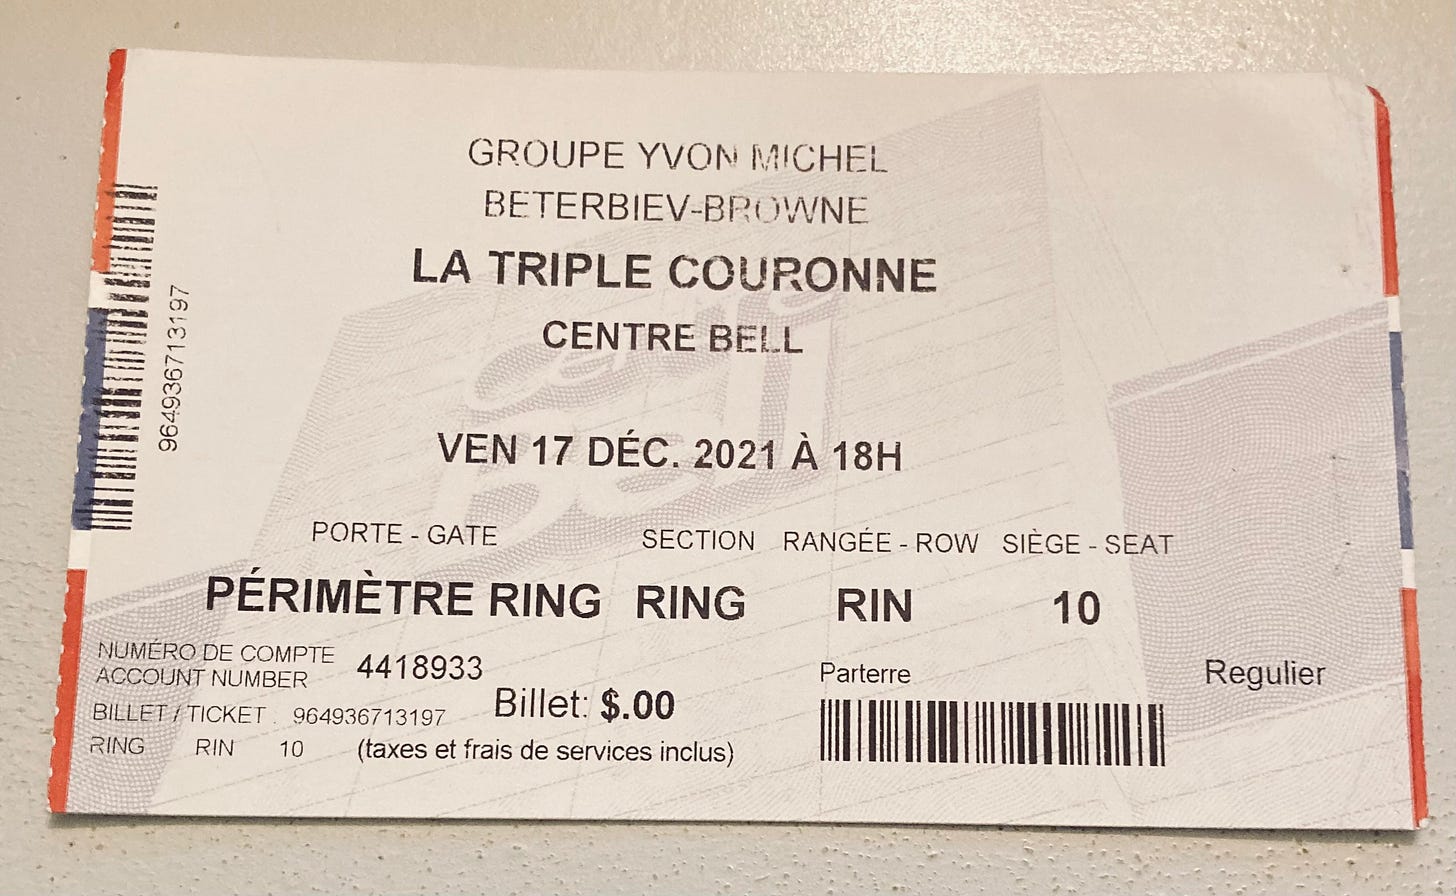 GROUPE YVON MICHEL
BETERBIEV-BROWNE
LA TRIPLE COURONNE
CENTRE BELL
964936713197
VEN 17 DÉC. 2021 À 18H
PORTE - GATE SECTION RANGÉE - ROW SIÈGE - SEAT
PÉRIMÈTRE RING RING RIN 10
NUMÉRO DE COMPTE
ACCOUNT NUMBER 4418933
Parterre Regulier
BILLET / TICKET : 964936713197 Billet: $.00
RING RIN 10 (taxes et frais de services inclus)
Centre
Bell